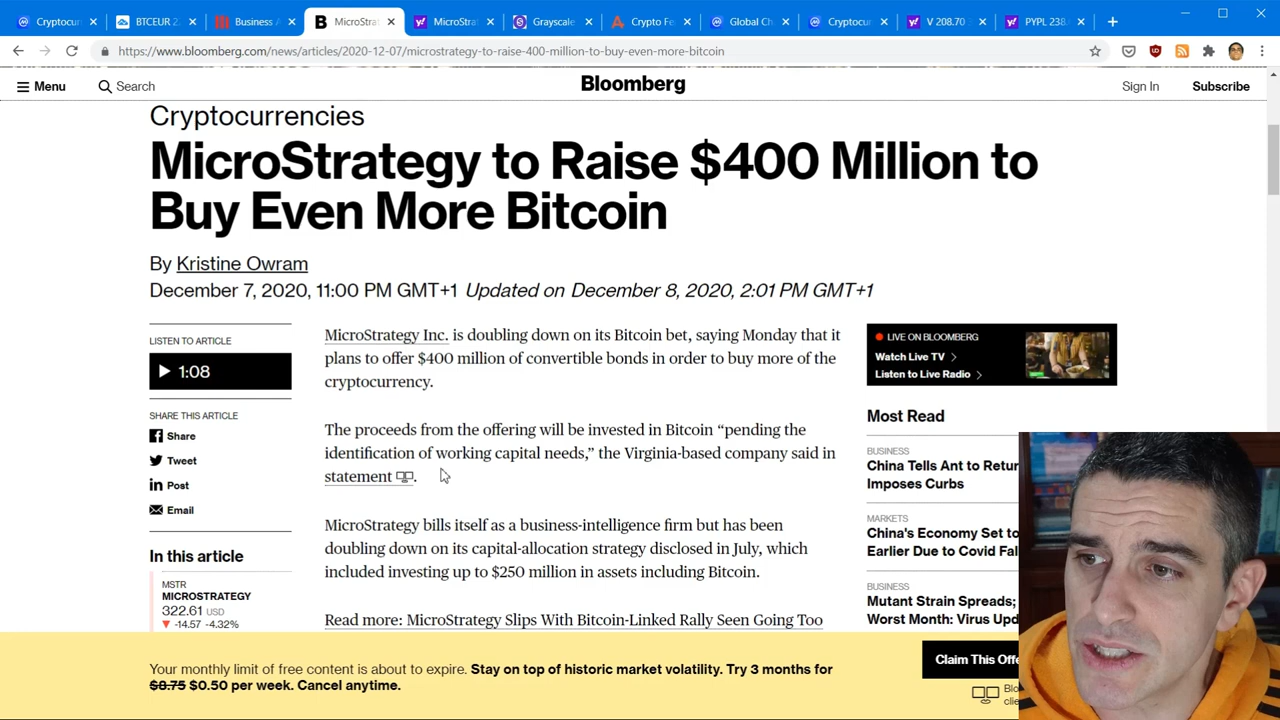 Cryptocurr
BTCEUR 2
Business A
MicroStrat
MicroStrat
Grayscale
Crypto Fe
Global Ch
Cryptocur
V 208.70
PYPL 238.
https://www.bloomberg.com/news/articles/2020-12-07/microstrategy-to-raise-400-million-to-buy-even-more-bitcoin
Menu
Search
Bloomberg
Sign In
Subscribe
Cryptocurrencies
MicroStrategy to Raise $400 Million to
Buy Even More Bitcoin
By Kristine Owram
December 7, 2020, 11:00 PM GMT+1 Updated on December 8, 2020, 2:01 PM GMT+1
LISTEN TO ARTICLE
1:08
SHARE THIS ARTICLE
Share
Tweet
Post
Email
In this article
MSTR
MICROSTRATEGY
322.61 USD
-14.57 -4.32%
MicroStrategy Inc. is doubling down on its Bitcoin bet, saying Monday that it
plans to offer $400 million of convertible bonds in order to buy more of the
cryptocurrency.
The proceeds from the offering will be invested in Bitcoin “pending the
identification of working capital needs,” the Virginia-based company said in
statement.
MicroStrategy bills itself as a business-intelligence firm but has been
doubling down on its capital-allocation strategy disclosed in July, which
included investing up to $250 million in assets including Bitcoin.
Read more: MicroStrategy Slips With Bitcoin-Linked Rally Seen Going Too
LIVE ON BLOOMBERG
Watch Live TV
Listen to Live Radio
Most Read
BUSINESS
China Tells Ant to Retur
Imposes Curbs
MARKETS
China's Economy Set to
Earlier Due to Covid Fal
BUSINESS
Mutant Strain Spreads;
Worst Month: Virus Upd
Your monthly limit of free content is about to expire. Stay on top of historic market volatility. Try 3 months for
$8.75 $0.50 per week. Cancel anytime.
Claim This Offe
Blo
clie